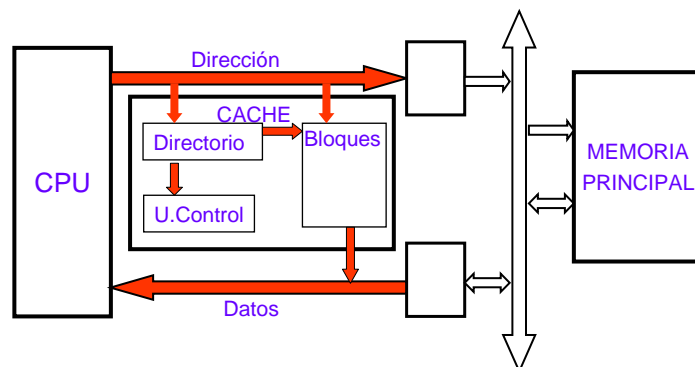 Dirección
CACHE
Directorio
Bloques
CPU
U.Control
MEMORIA
PRINCIPAL
Datos